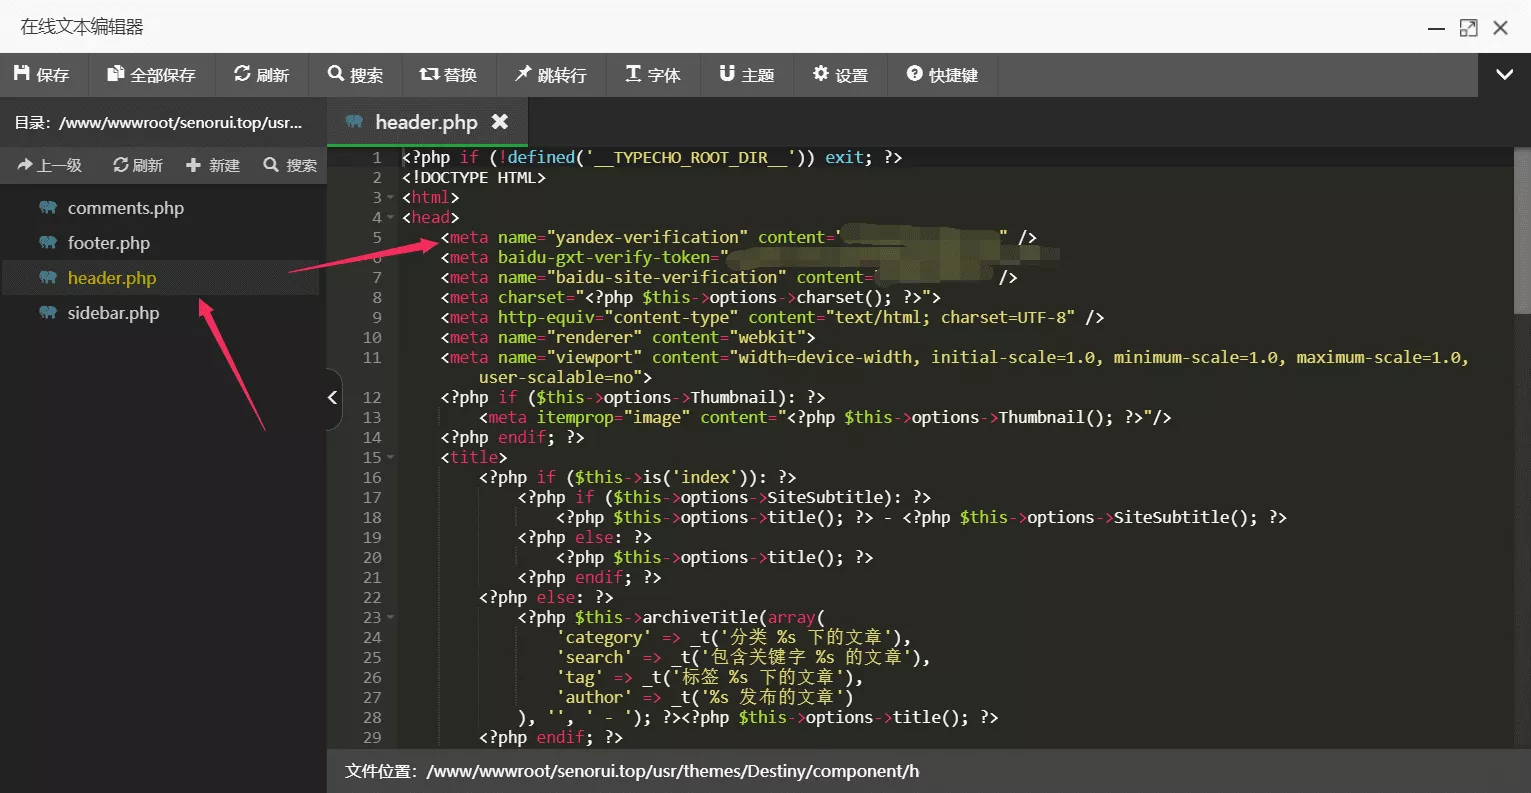 在线文本编辑器
保存 全部保存 刷新 搜索 替换 跳转行 字体 主题 设置 快捷键
目录: /www/wwwroot/senorui.top/usr...
上一级 刷新 新建 搜索
comments.php
footer.php
header.php
sidebar.php
header.php
1 <?php if (!defined('__TYPECHO_ROOT_DIR__')) exit; ?>
2 <!DOCTYPE HTML>
3 <html>
4 <head>
5 <meta name="yandex-verification" content=" " />
6 <meta baidu-gxt-verify-token="
7 <meta name="baidu-site-verification" content= />
8 <meta charset="<?php $this->options->charset(); ?>">
9 <meta http-equiv="content-type" content="text/html; charset=UTF-8" />
10 <meta name="renderer" content="webkit">
11 <meta name="viewport" content="width=device-width, initial-scale=1.0, minimum-scale=1.0, maximum-scale=1.0,
user-scalable=no">
12 <?php if ($this->options->Thumbnail): ?>
13 <meta itemprop="image" content="<?php $this->options->Thumbnail(); ?>"/>
14 <?php endif; ?>
15 <title>
16 <?php if ($this->is('index')): ?>
17 <?php if ($this->options->SiteSubtitle): ?>
18 <?php $this->options->title(); ?> - <?php $this->options->SiteSubtitle(); ?>
19 <?php else: ?>
20 <?php $this->options->title(); ?>
21 <?php endif; ?>
22 <?php else: ?>
23 <?php $this->archiveTitle(array(
24 'category' => _t('分类 %s 下的文章'),
25 'search' => _t('包含关键字 %s 的文章'),
26 'tag' => _t('标签 %s 下的文章'),
27 'author' => _t('%s 发布的文章')
28 ), '', ' - '); ?><?php $this->options->title(); ?>
29 <?php endif; ?>
文件位置: /www/wwwroot/senorui.top/usr/themes/Destiny/component/h